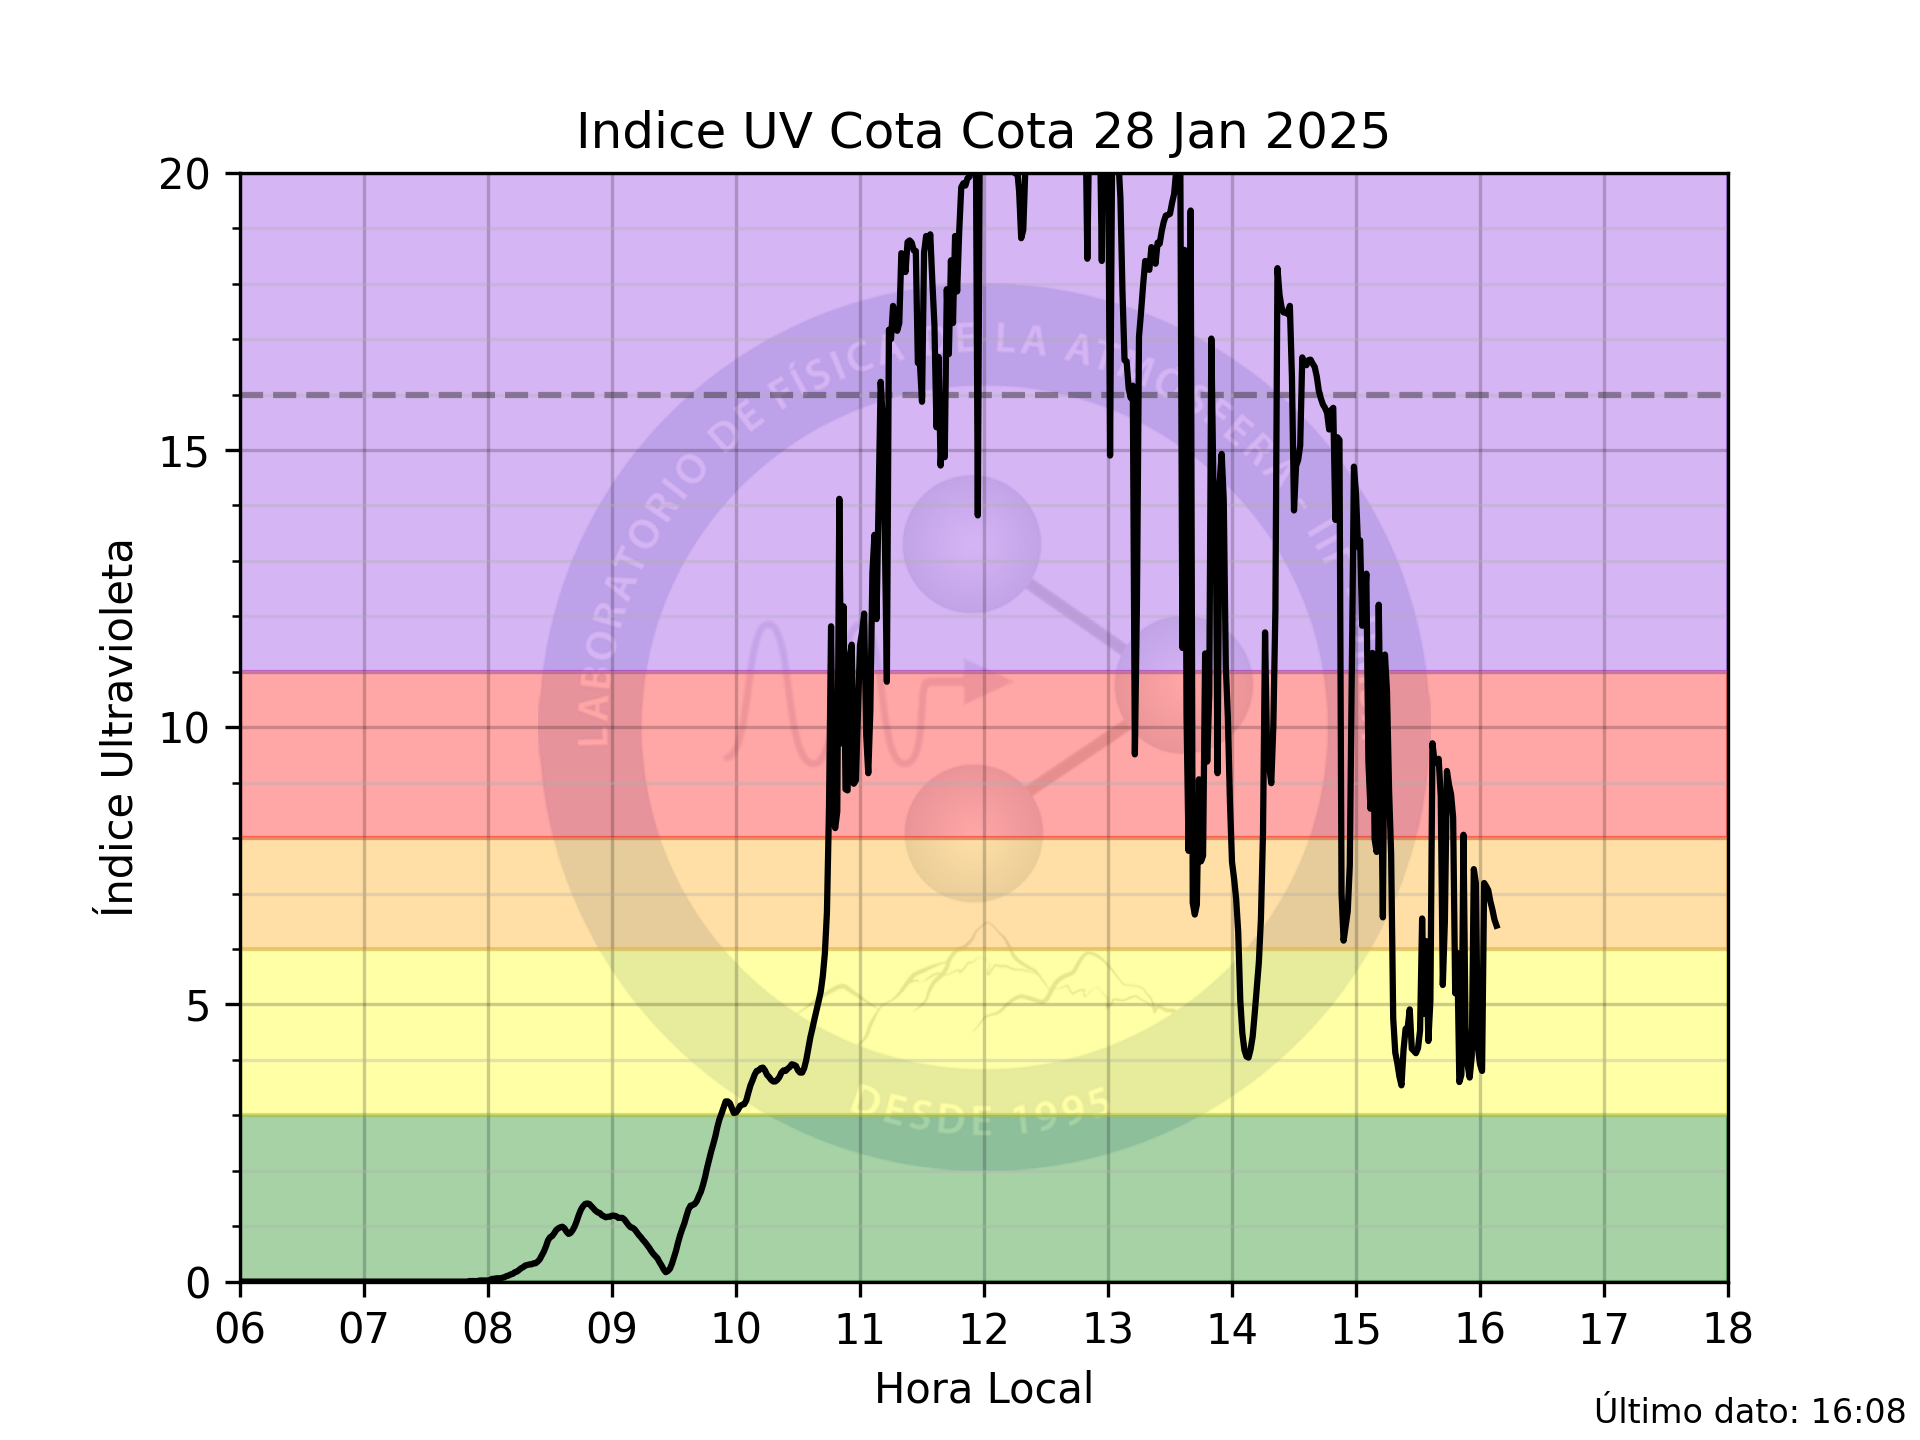 Indice UV Cota Cota 28 Jan 2025
20
15
10
5
0
Índice Ultravioleta
LABORATORIO DE FÍSICA DE LA ATMOSFERA -
DESDE 1995
06 07 08 09 10 11 12 13 14 15 16 17 18
Hora Local
Último dato: 16:08